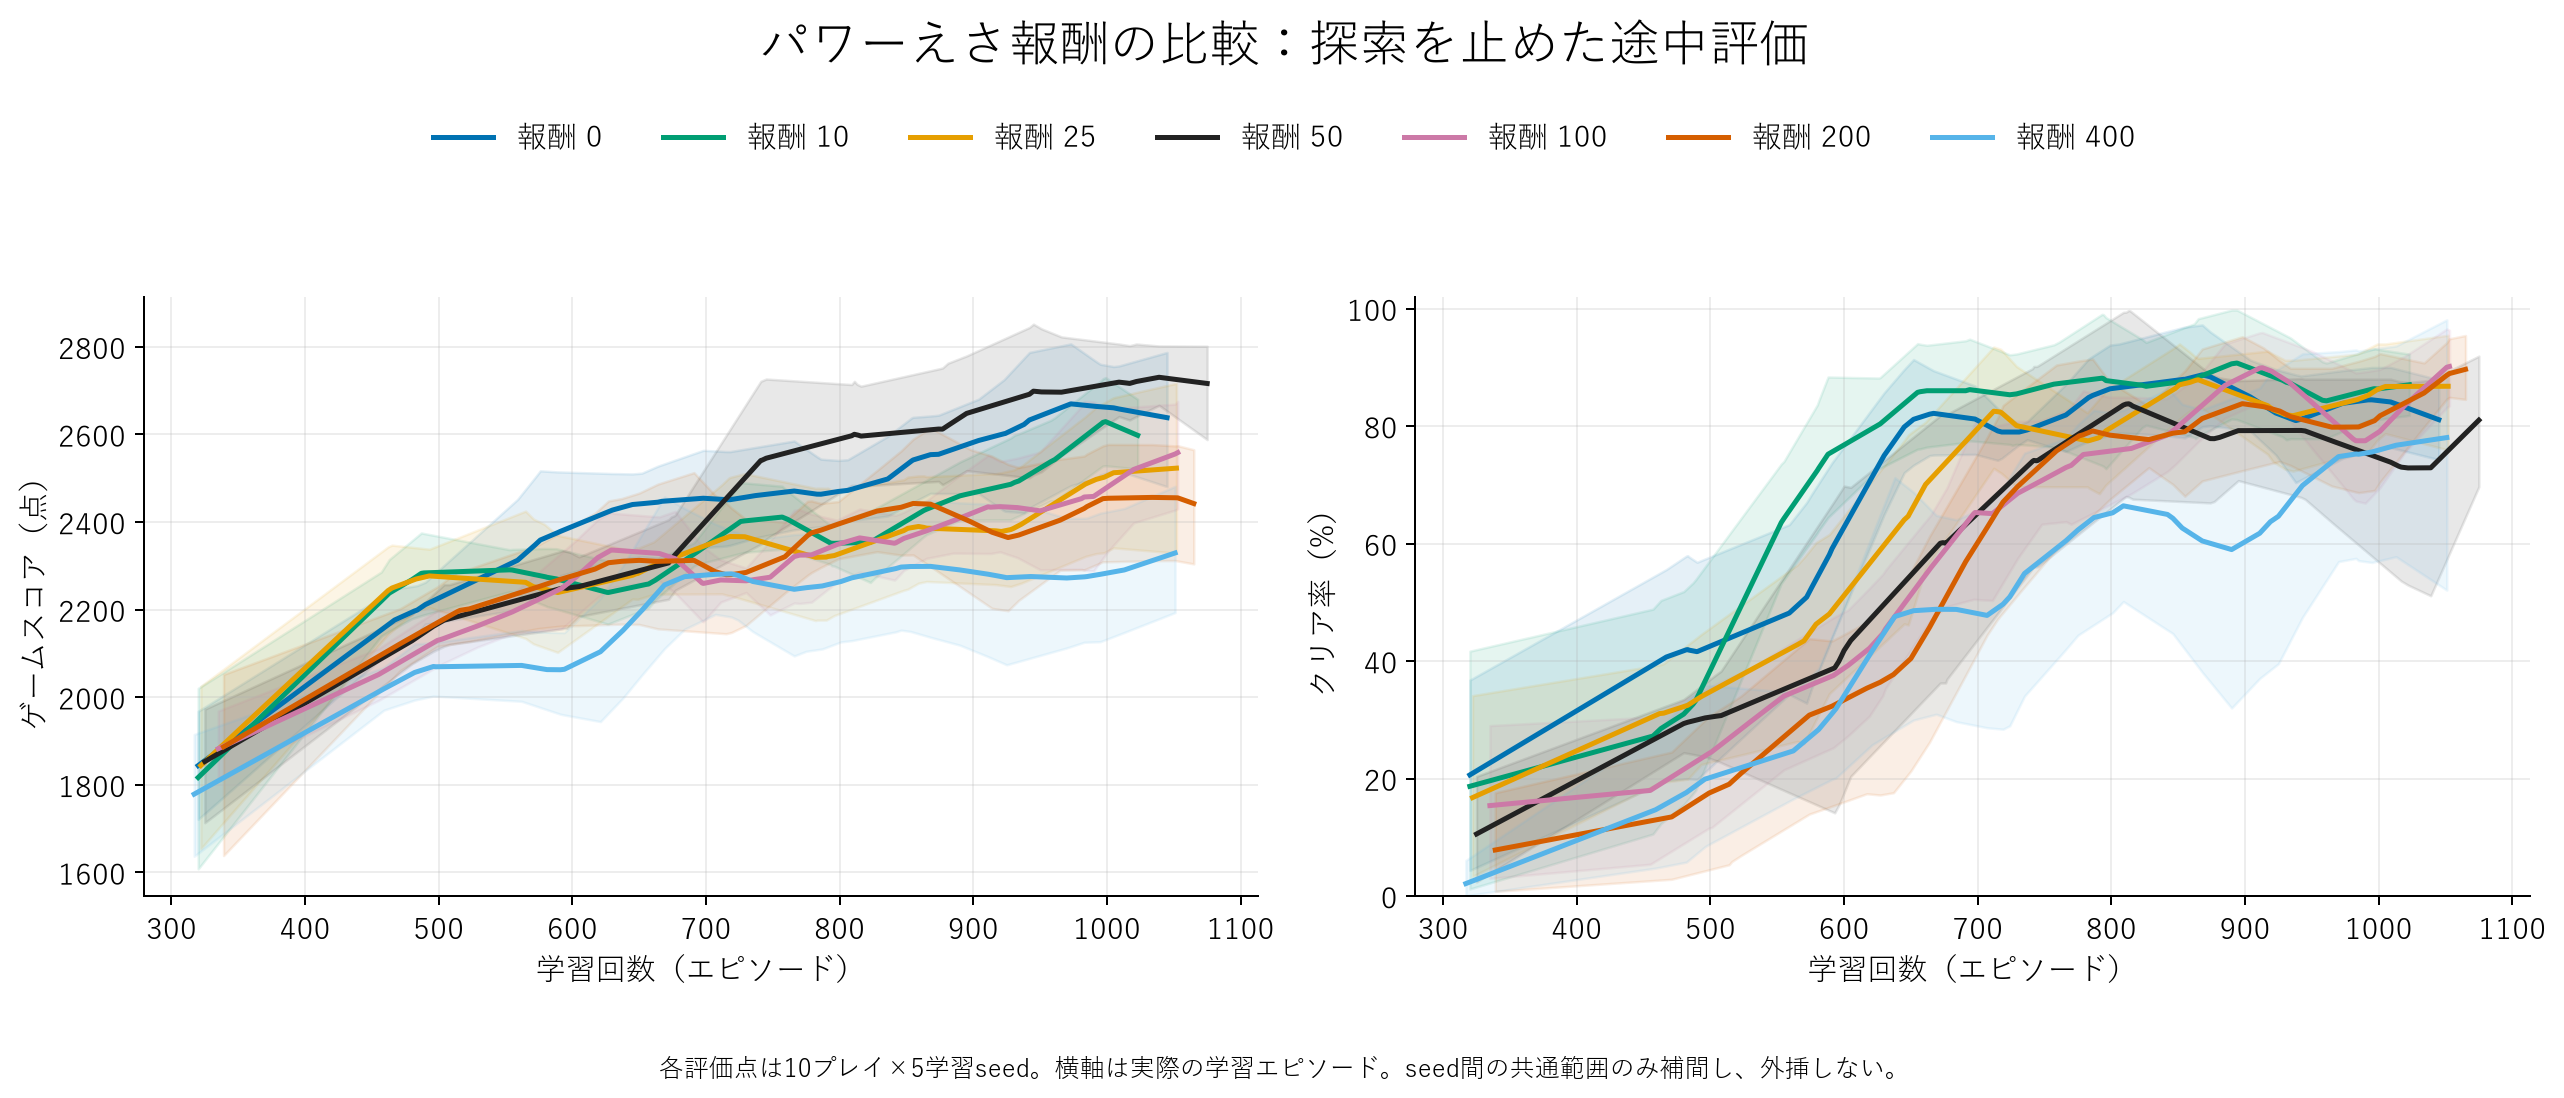 パワーえさ報酬の比較：探索を止めた途中評価
報酬 0
報酬 10
報酬 25
報酬 50
報酬 100
報酬 200
報酬 400
ゲームスコア（点）
2800
2600
2400
2200
2000
1800
1600
300 400 500 600 700 800 900 1000 1100
学習回数（エピソード）
クリア率（%）
100
80
60
40
20
0
300 400 500 600 700 800 900 1000 1100
学習回数（エピソード）
各評価点は10プレイ×5学習seed。横軸は実際の学習エピソード。seed間の共通範囲のみ補間し、外挿しない。